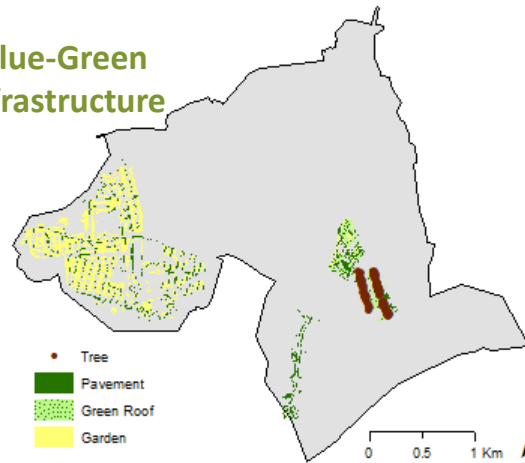 lue-Green
frastructure
Tree
Pavement
Green Roof
Garden
0 0.5 1 Km